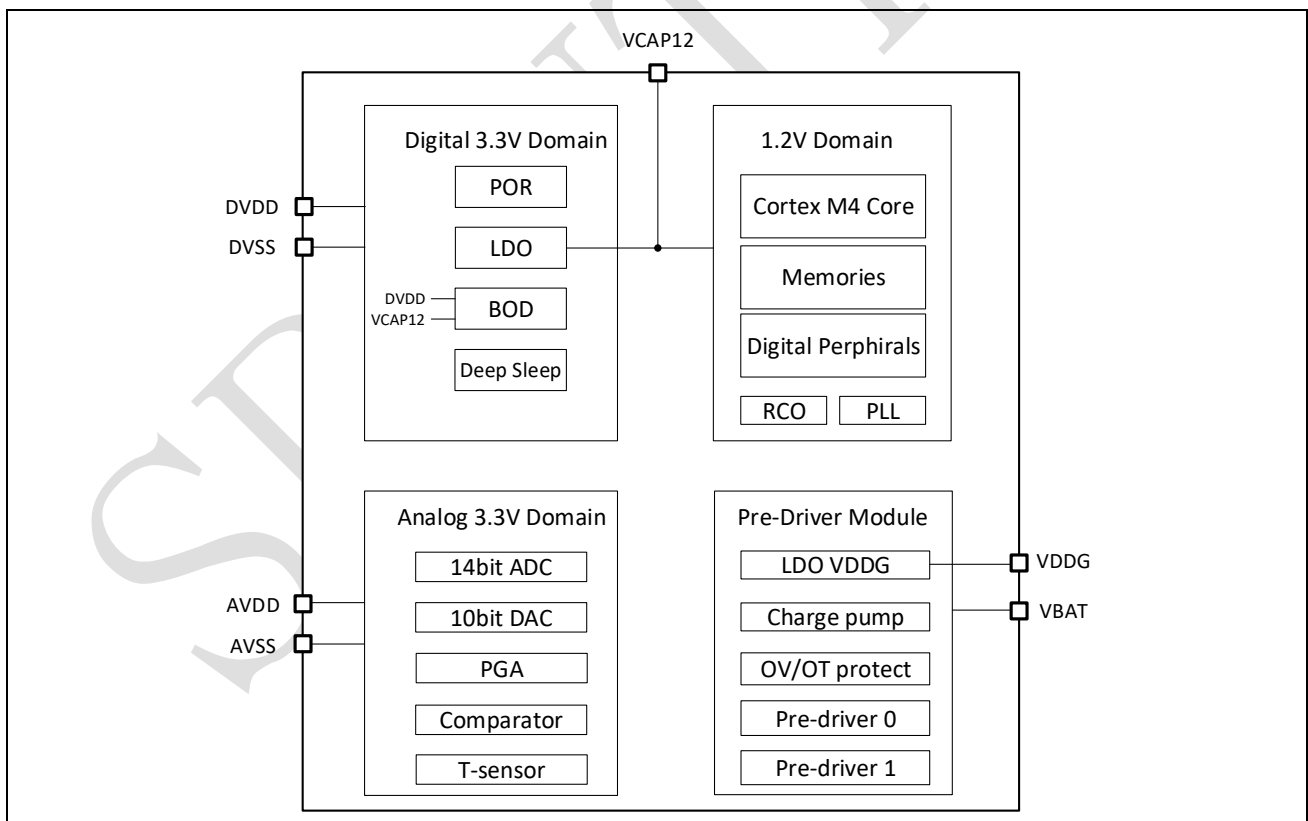 VCAP12
Digital 3.3V Domain
POR
LDO
BOD
Deep Sleep
DVDD
DVSS
DVDD
VCAP12
1.2V Domain
Cortex M4 Core
Memories
Digital Perphirals
RCO PLL
Analog 3.3V Domain
14bit ADC
10bit DAC
PGA
Comparator
T-sensor
AVDD
AVSS
Pre-Driver Module
LDO VDDG
Charge pump
OV/OT protect
Pre-driver 0
Pre-driver 1
VDDG
VBAT